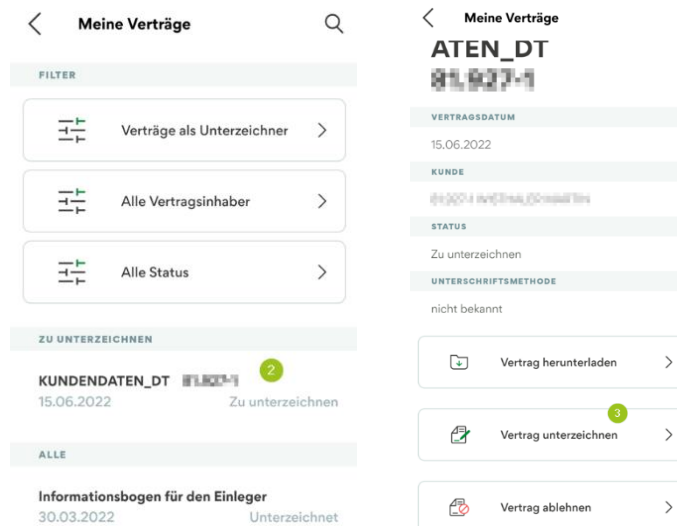 Meine Verträge
FILTER
Verträge als Unterzeichner
Alle Vertragsinhaber
Alle Status
ZU UNTERZEICHNEN
KUNDENDATEN_DT
2
15.06.2022 Zu unterzeichnen
ALLE
Informationsbogen für den Einleger
30.03.2022 Unterzeichnet
Meine Verträge
ATEN_DT
VERTRAGSDATUM
15.06.2022
KUNDE
STATUS
Zu unterzeichnen
UNTERSCHRIFTSMETHODE
nicht bekannt
Vertrag herunterladen
3
Vertrag unterzeichnen
Vertrag ablehnen